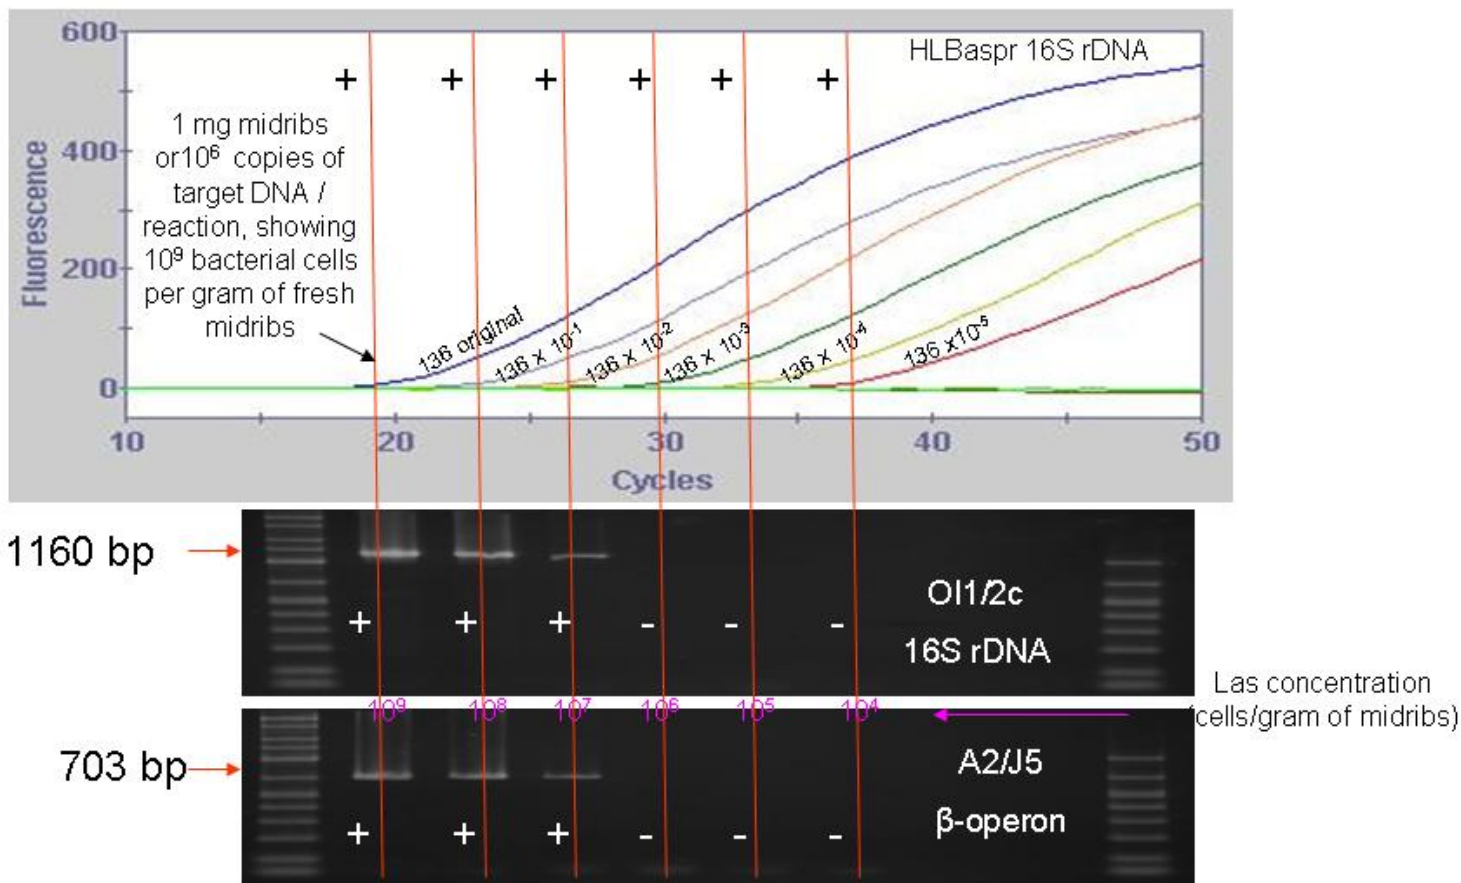 600
400
200
0
Fluorescence
HLBaspr 16S rDNA
+ + + + + +
1 mg midribs
or10⁶ copies of
target DNA /
reaction, showing
10⁹ bacterial cells
per gram of fresh
midribs
136 original
136 x 10⁻¹
136 x 10⁻²
136 x 10⁻³
136 x 10⁻⁴
136 x10⁻⁵
10 20 30 40 50
Cycles
1160 bp
OI1/2c
16S rDNA
+ + + - - -
10⁹ 10⁸ 10⁷ 10⁶ 10⁵ 10⁴
Las concentration
(cells/gram of midribs)
703 bp
A2/J5
β-operon
+ + + - - -